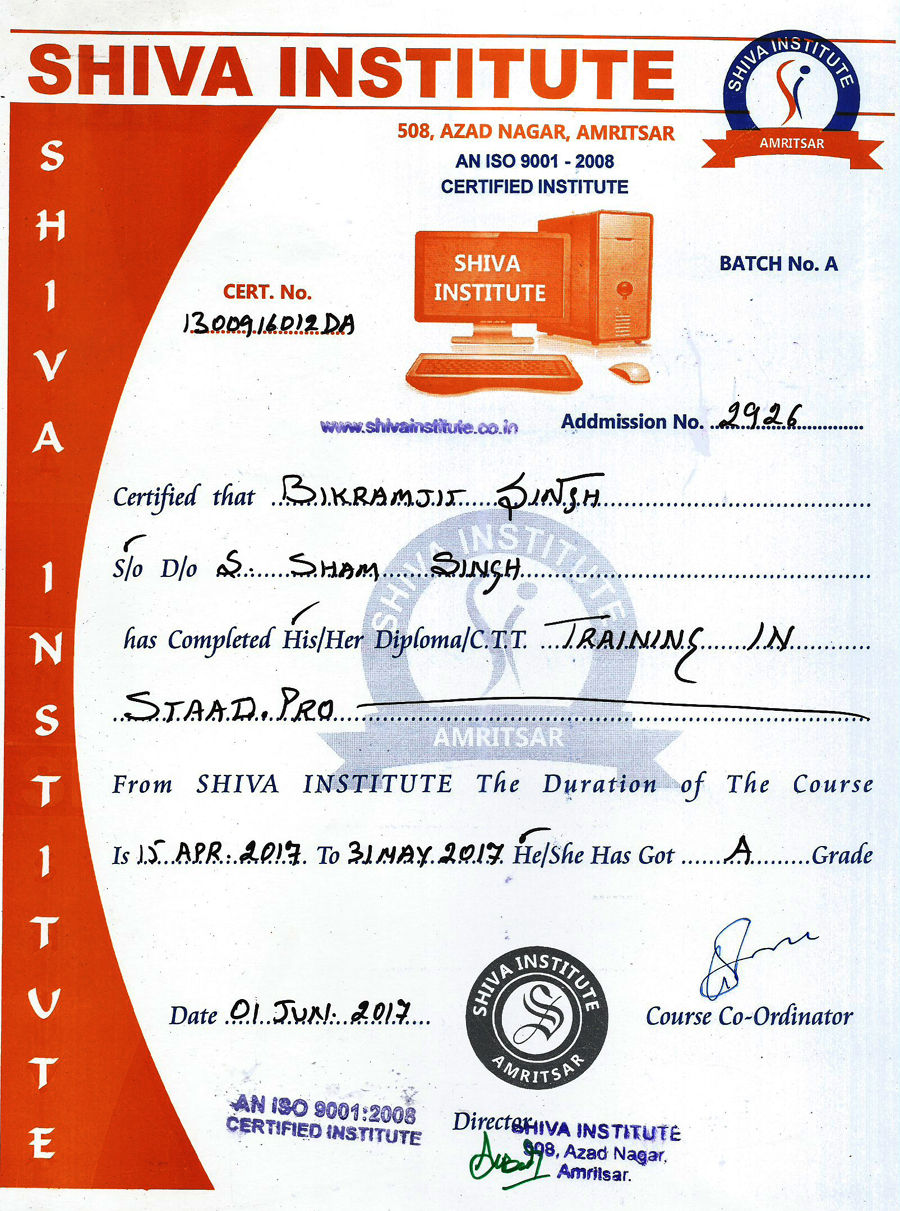 SHIVA INSTITUTE
SHIVA INSTITUTE
AMRITSAR
508, AZAD NAGAR, AMRITSAR
AN ISO 9001 - 2008
CERTIFIED INSTITUTE
SHIVA INSTITUTE
SHIVA
INSTITUTE
BATCH No. A
CERT. No.
1300916012DA
www.shivainstitute.co.in
Addmission No. 2926
Certified that BIKRAMJIT SINGH
S/o D/o S. SHAM SINGH
SHIVA INSTITUTE
has Completed His/Her Diploma/C.T.T. TRAINING IN
STAAD.PRO
AMRITSAR
From SHIVA INSTITUTE The Duration of The Course
Is 15 APR. 2017 To 31 MAY 2017 He/She Has Got A Grade
SHIVA INSTITUTE
AMRITSAR
Date 01 JUN. 2017
Course Co-Ordinator
AN ISO 9001:2008
CERTIFIED INSTITUTE
Director
SHIVA INSTITUTE
508, Azad Nagar,
Amritsar.